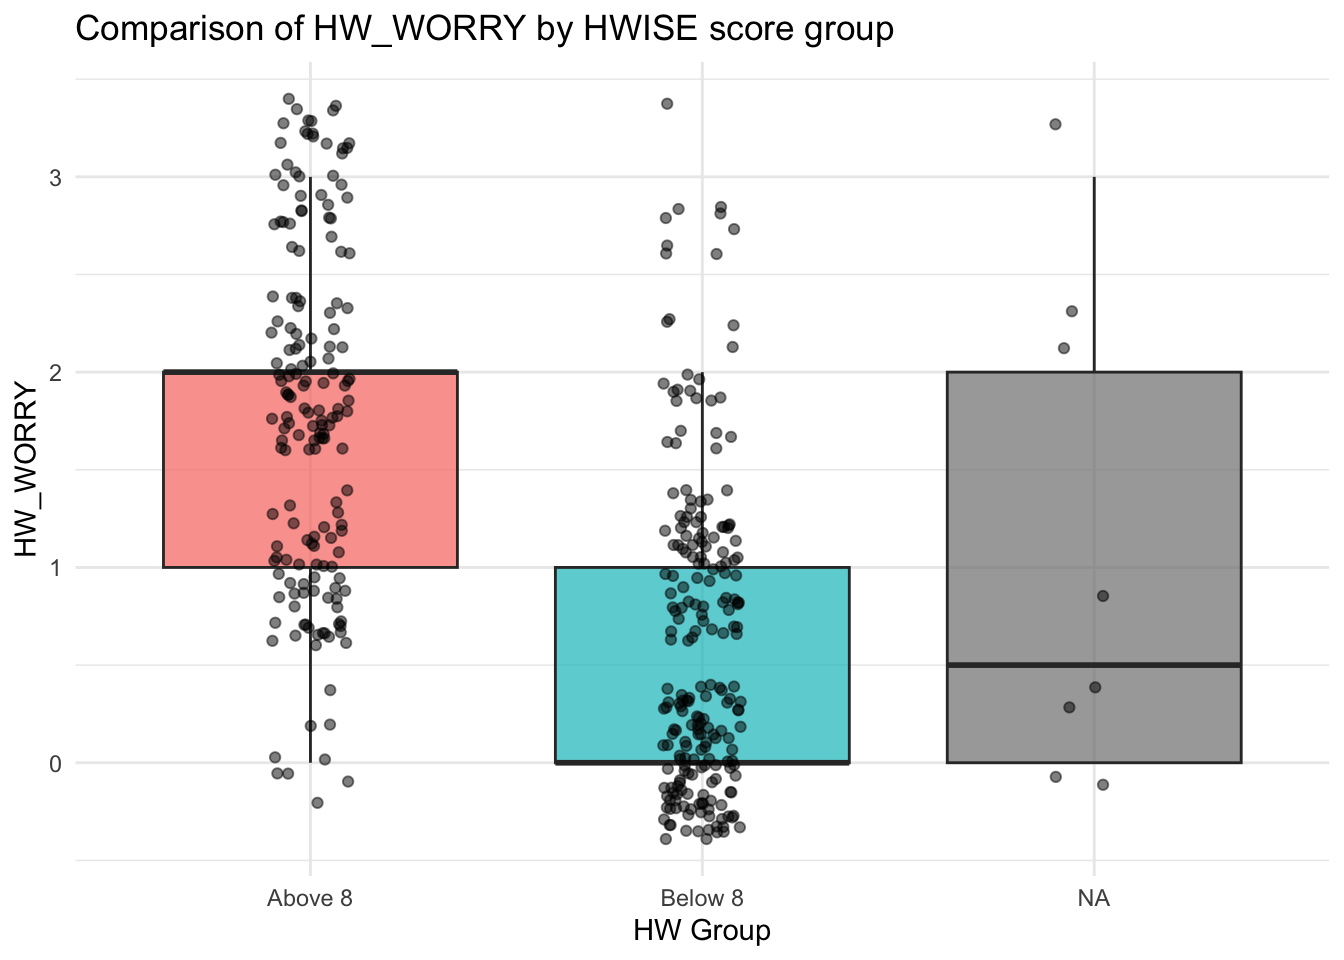 Comparison of HW_WORRY by HWISE score group
HW_WORRY
3
2
1
0
Above 8
Below 8
NA
HW Group